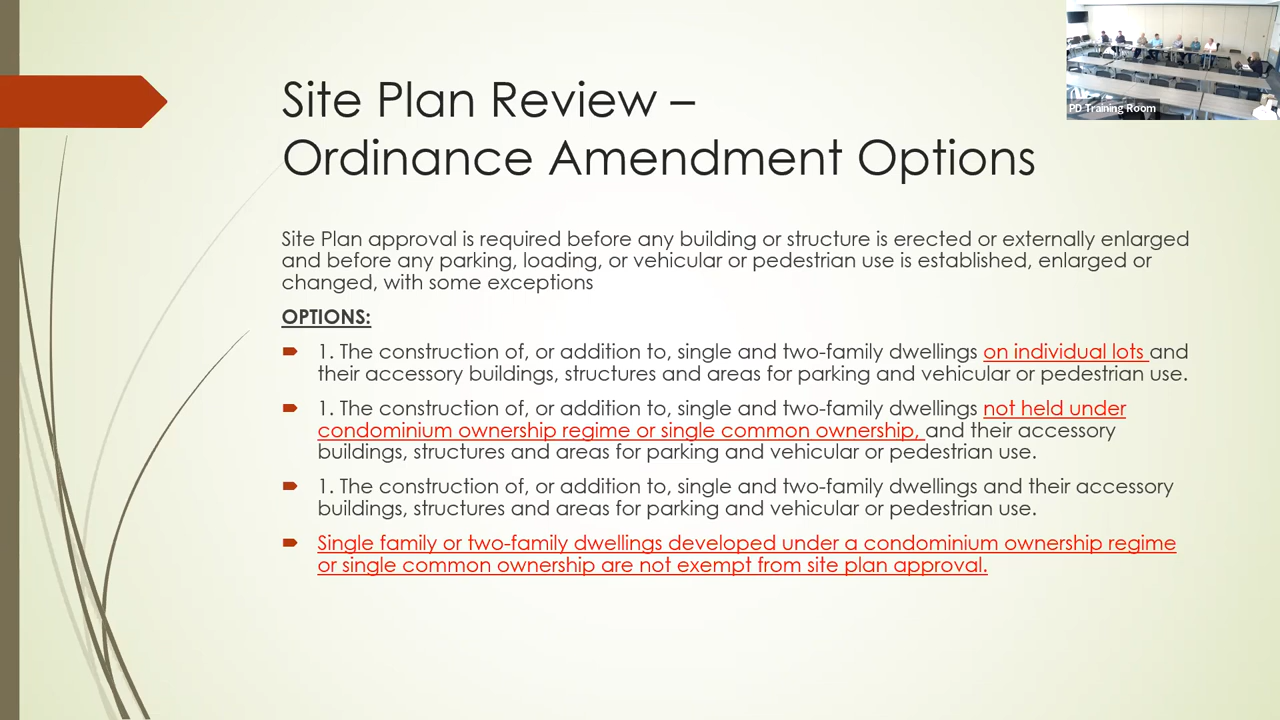 Site Plan Review –
Ordinance Amendment Options
PD Training Room
Site Plan approval is required before any building or structure is erected or externally enlarged
and before any parking, loading, or vehicular or pedestrian use is established, enlarged or
changed, with some exceptions
OPTIONS:
1. The construction of, or addition to, single and two-family dwellings on individual lots and
their accessory buildings, structures and areas for parking and vehicular or pedestrian use.
1. The construction of, or addition to, single and two-family dwellings not held under
condominium ownership regime or single common ownership, and their accessory
buildings, structures and areas for parking and vehicular or pedestrian use.
1. The construction of, or addition to, single and two-family dwellings and their accessory
buildings, structures and areas for parking and vehicular or pedestrian use.
Single family or two-family dwellings developed under a condominium ownership regime
or single common ownership are not exempt from site plan approval.